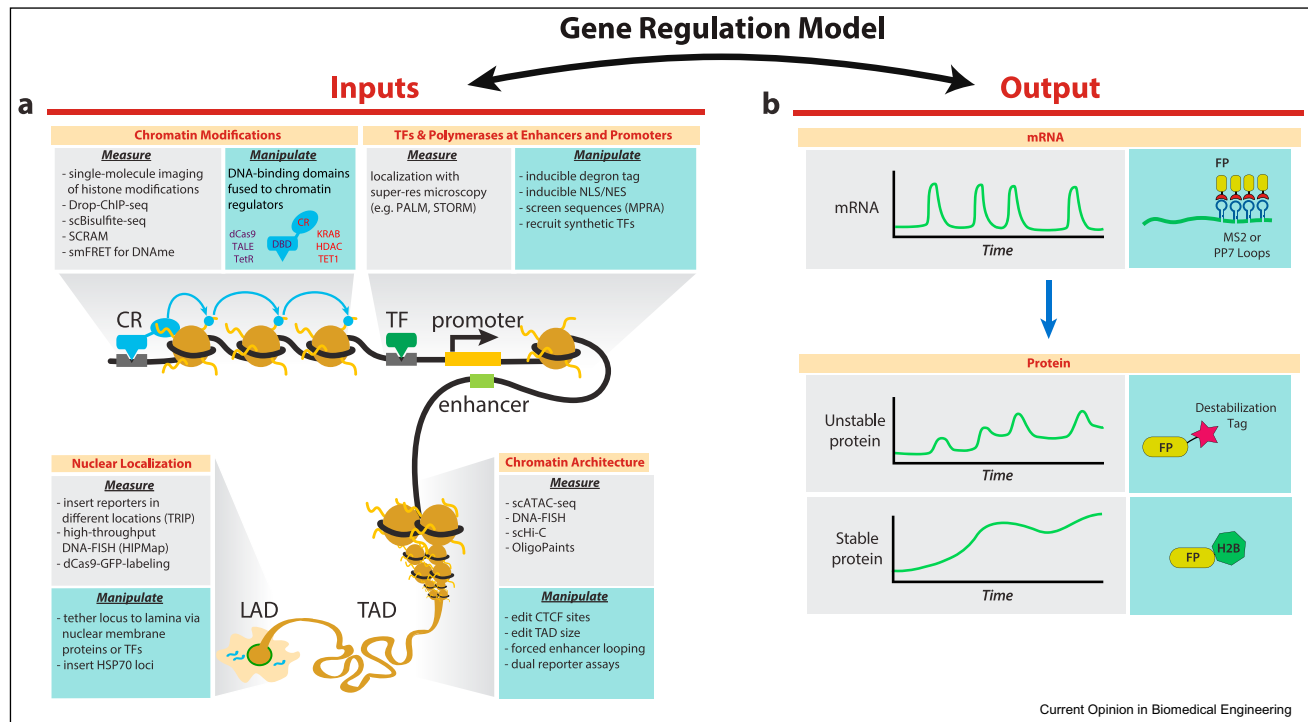 Gene Regulation Model
a
Inputs
Chromatin Modifications
Measure
- single-molecule imaging
of histone modifications
- Drop-ChIP-seq
- scBisulfite-seq
- SCRAM
- smFRET for DNAme
Manipulate
DNA-binding domains
fused to chromatin
regulators
dCas9
TALE
TetR
DBD
CR
KRAB
HDAC
TET1
TFs & Polymerases at Enhancers and Promoters
Measure
localization with
super-res microscopy
(e.g. PALM, STORM)
Manipulate
- inducible degron tag
- inducible NLS/NES
- screen sequences (MPRA)
- recruit synthetic TFs
CR
TF
promoter
enhancer
Nuclear Localization
Measure
- insert reporters in
different locations (TRIP)
- high-throughput
DNA-FISH (HIPMap)
- dCas9-GFP-labeling
Manipulate
- tether locus to lamina via
nuclear membrane
proteins or TFs
- insert HSP70 loci
LAD
TAD
Chromatin Architecture
Measure
- scATAC-seq
- DNA-FISH
- scHi-C
- OligoPaints
Manipulate
- edit CTCF sites
- edit TAD size
- forced enhancer looping
- dual reporter assays
b
Output
mRNA
mRNA
Time
FP
MS2 or
PP7 Loops
Protein
Unstable
protein
Time
Destabilization
Tag
FP
Stable
protein
Time
FP
H2B
Current Opinion in Biomedical Engineering